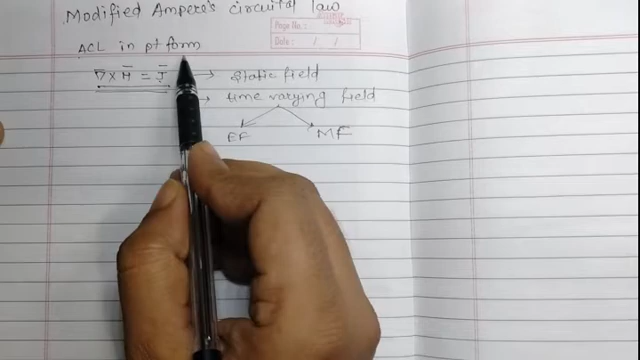 Modified Ampere's circuital law
Page No.:
Date: / /
ACL in pt form
∇ × H̄ = J̄ → static field
→ time varying field
EF MF